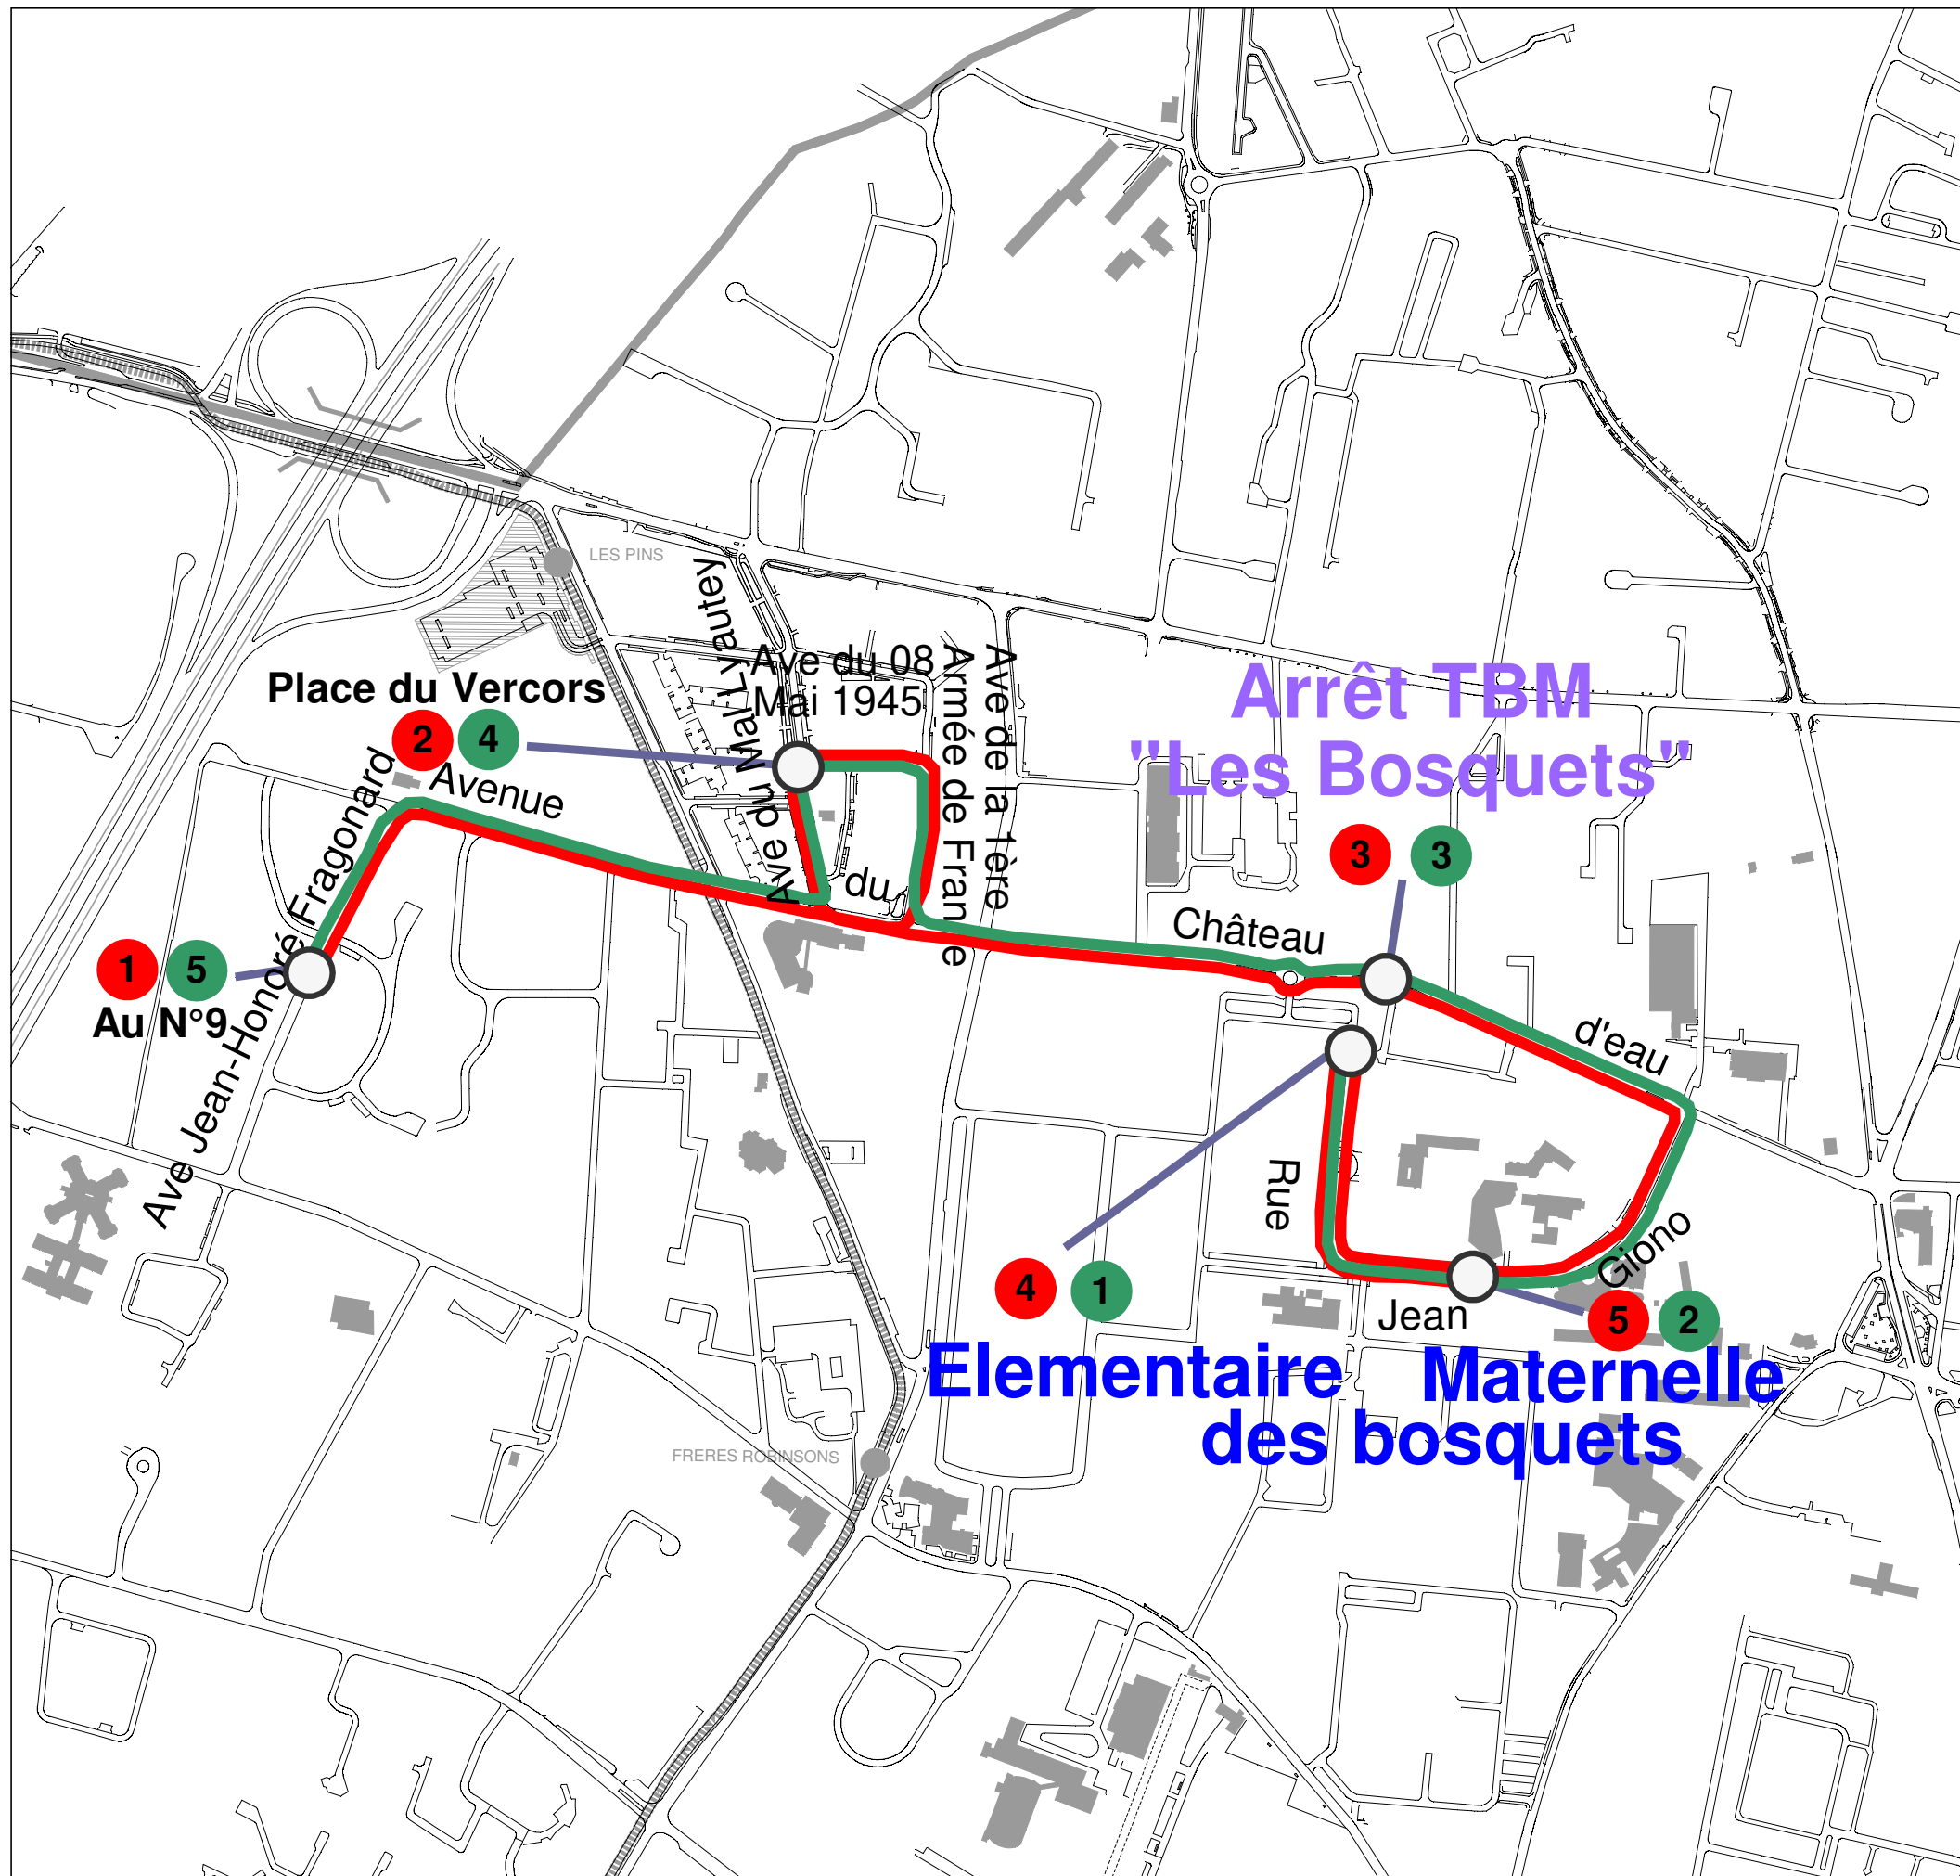 LES PINS
Ave du Mal Lyautey
Ave du 08
Mai 1945
Armée de France
Ave de la 1ère
Arrêt TBM
"Les Bosquets"
Place du Vercors
2 4
Avenue
3 3
du
Château
Ave Jean-Honoré Fragonard
1 5
Au N°9
d'eau
Rue
Giono
4 1
Jean
5 2
Elementaire Maternelle
des bosquets
FRERES ROBINSONS